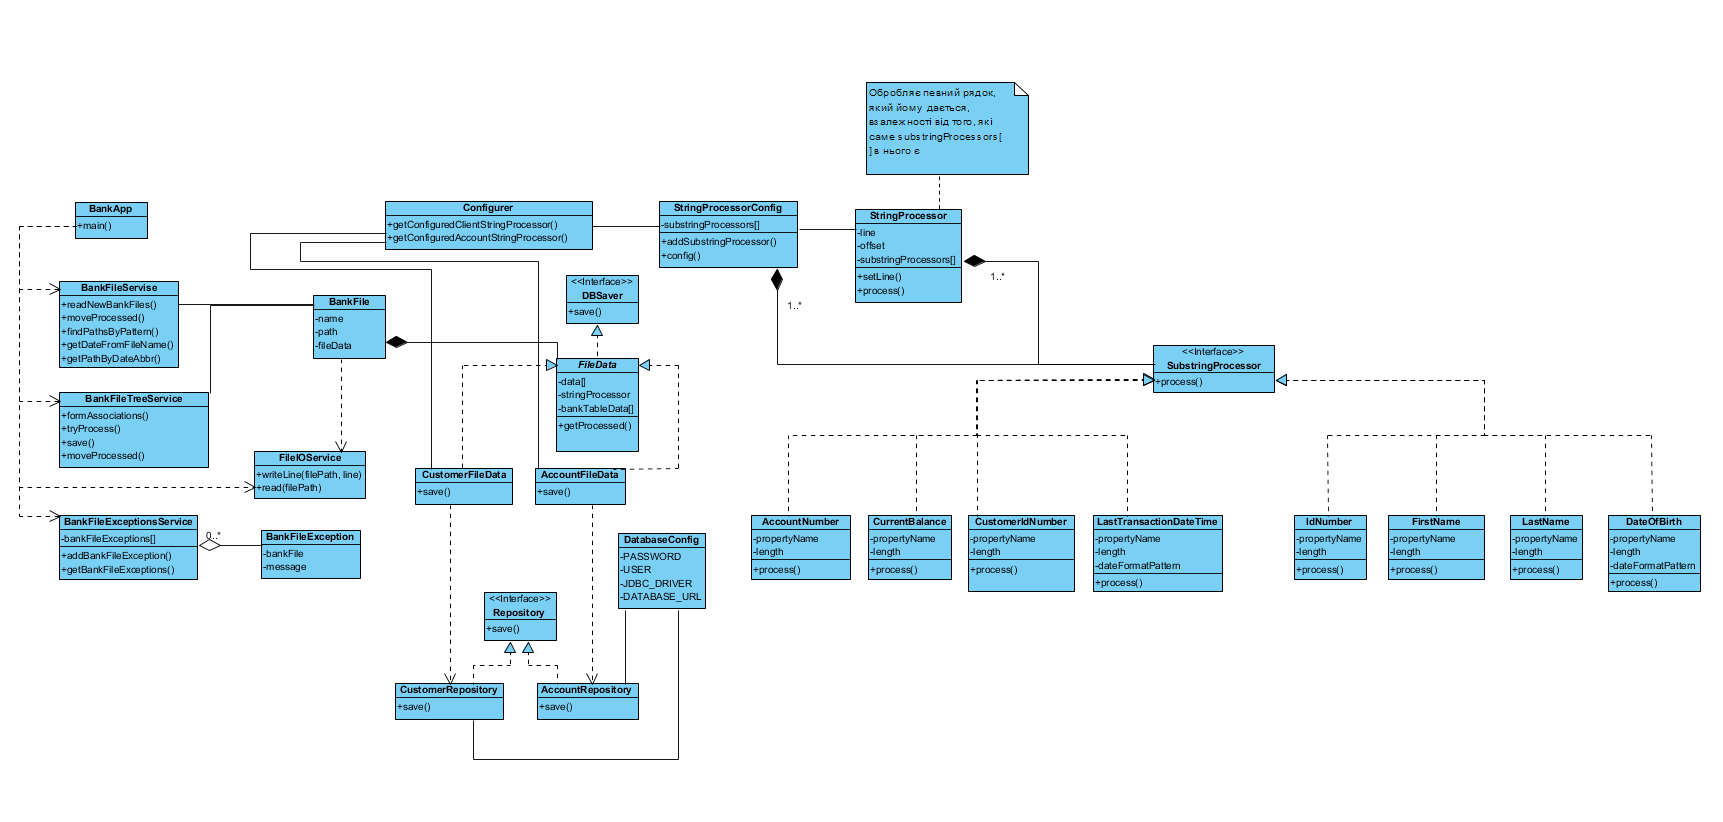 Обробляє певний рядок,
який йому дається,
взалежності від того, які
саме substringProcessors[
] в нього є
BankApp
+main()
Configurer
+getConfiguredClientStringProcessor()
+getConfiguredAccountStringProcessor()
StringProcessorConfig
-substringProcessors[]
+addSubstringProcessor()
+config()
StringProcessor
-line
-offset
-substringProcessors[]
+setLine()
+process()
1..*
1..*
BankFileServise
+readNewBankFiles()
+moveProcessed()
+findPathsByPattern()
+getDateFromFileName()
+getPathByDateAbbr()
BankFile
-name
-path
-fileData
<<Interface>>
DBSaver
+save()
FileData
-data[]
-stringProcessor
-bankTableData[]
+getProcessed()
<<Interface>>
SubstringProcessor
+process()
BankFileTreeService
+formAssociations()
+tryProcess()
+save()
+moveProcessed()
FileIOService
+writeLine(filePath, line)
+read(filePath)
CustomerFileData
+save()
AccountFileData
+save()
BankFileExceptionsService
-bankFileExceptions[]
+addBankFileException()
+getBankFileExceptions()
0..*
BankFileException
-bankFile
-message
DatabaseConfig
-PASSWORD
-USER
-JDBC_DRIVER
-DATABASE_URL
<<Interface>>
Repository
+save()
CustomerRepository
+save()
AccountRepository
+save()
AccountNumber
-propertyName
-length
+process()
CurrentBalance
-propertyName
-length
+process()
CustomerIdNumber
-propertyName
-length
+process()
LastTransactionDateTime
-propertyName
-length
-dateFormatPattern
+process()
IdNumber
-propertyName
-length
+process()
FirstName
-propertyName
-length
+process()
LastName
-propertyName
-length
+process()
DateOfBirth
-propertyName
-length
-dateFormatPattern
+process()